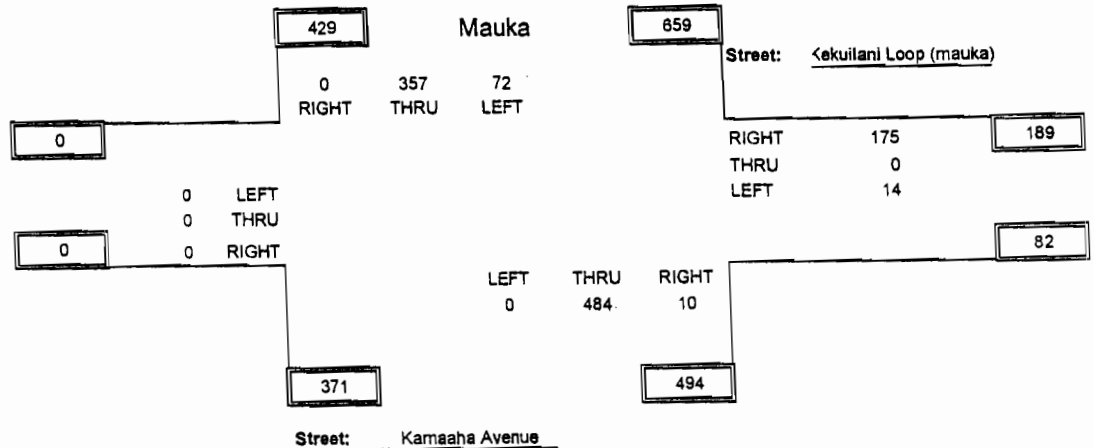 429 Mauka 659
Street: Kekuilani Loop (mauka)
0 357 72
RIGHT THRU LEFT
0
RIGHT 175
189
THRU 0
LEFT 14
0 LEFT
0 THRU
0
0 RIGHT
82
LEFT THRU RIGHT
0 484 10
371
494
Street: Kamaaha Avenue